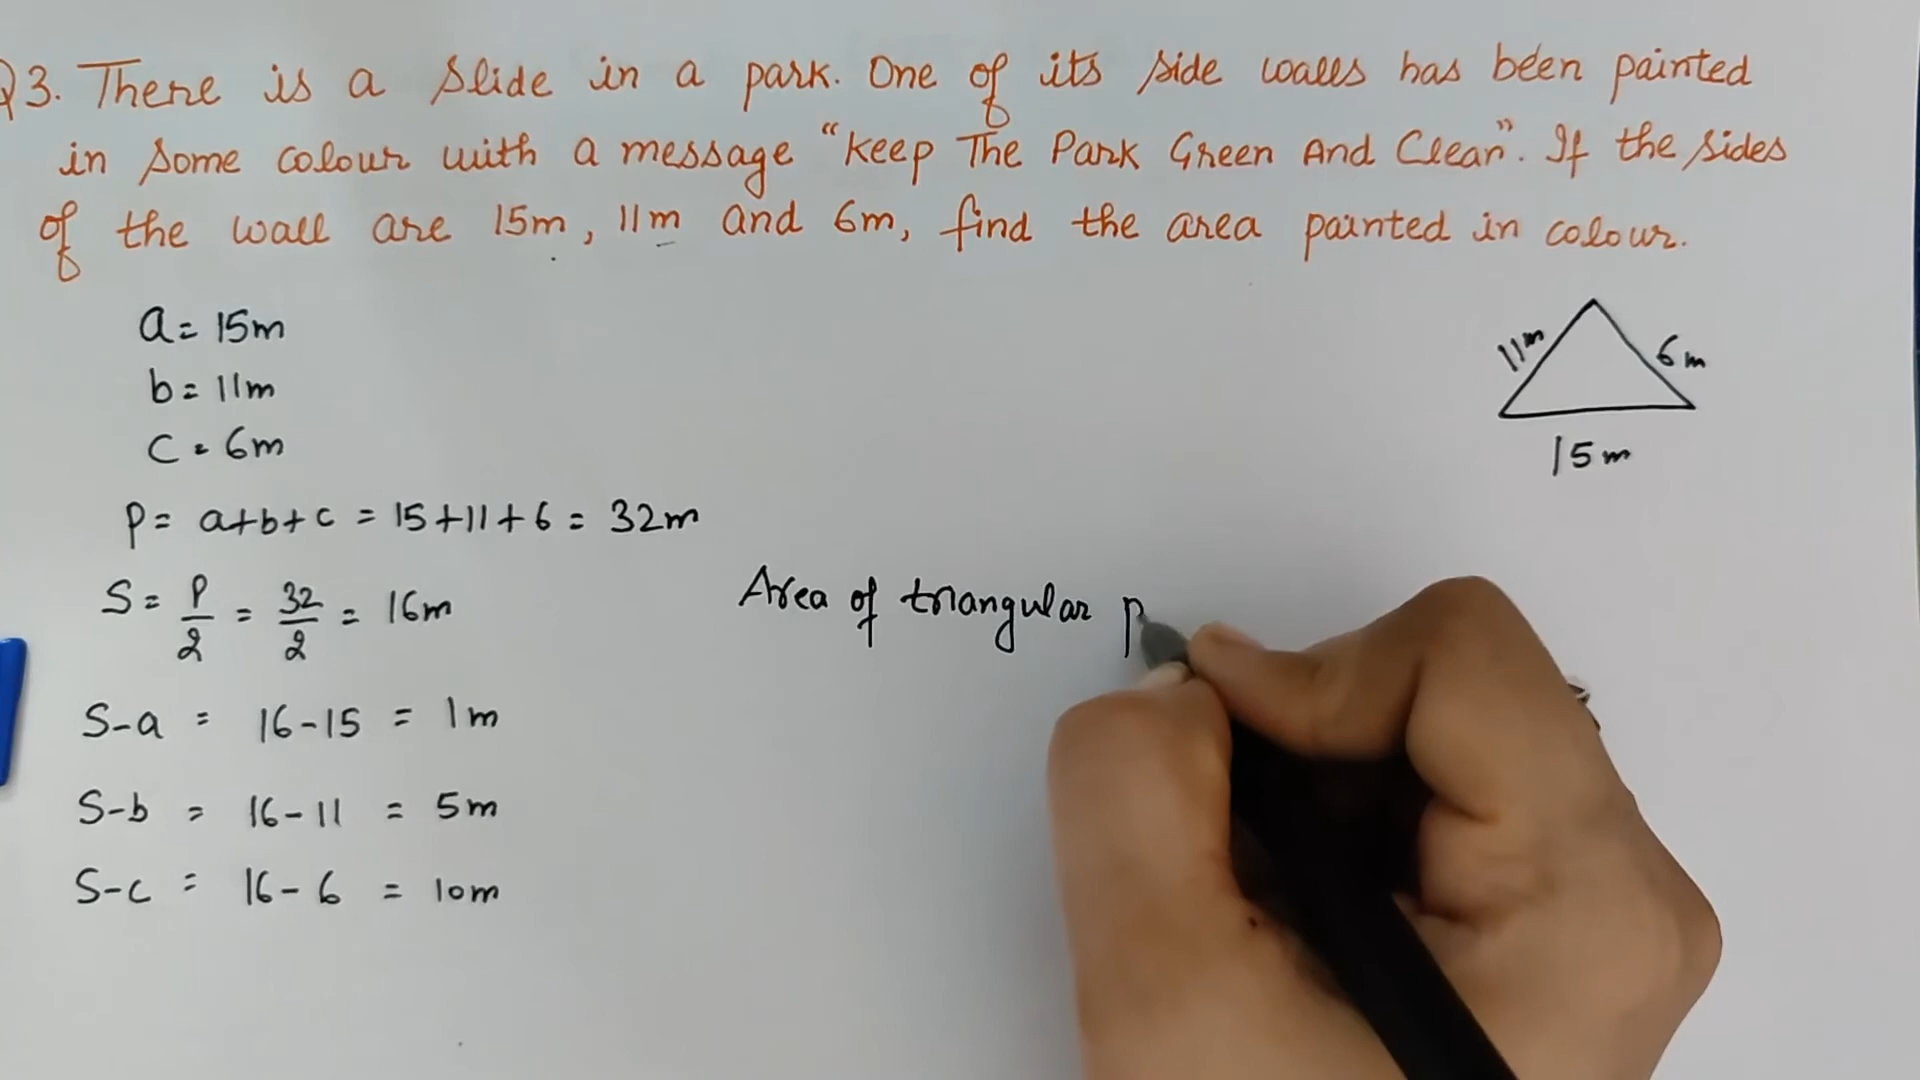 Q3. There is a slide in a park. One of its side walls has been painted
in some colour with a message "Keep The Park Green And Clean". If the sides
of the wall are 15m, 11m and 6m, find the area painted in colour.
a = 15m
b = 11m
c = 6m
11m
6m
15m
P = a+b+c = 15+11+6 = 32m
S = P/2 = 32/2 = 16m
Area of triangular p
S-a = 16-15 = 1m
S-b = 16-11 = 5m
S-c = 16-6 = 10m